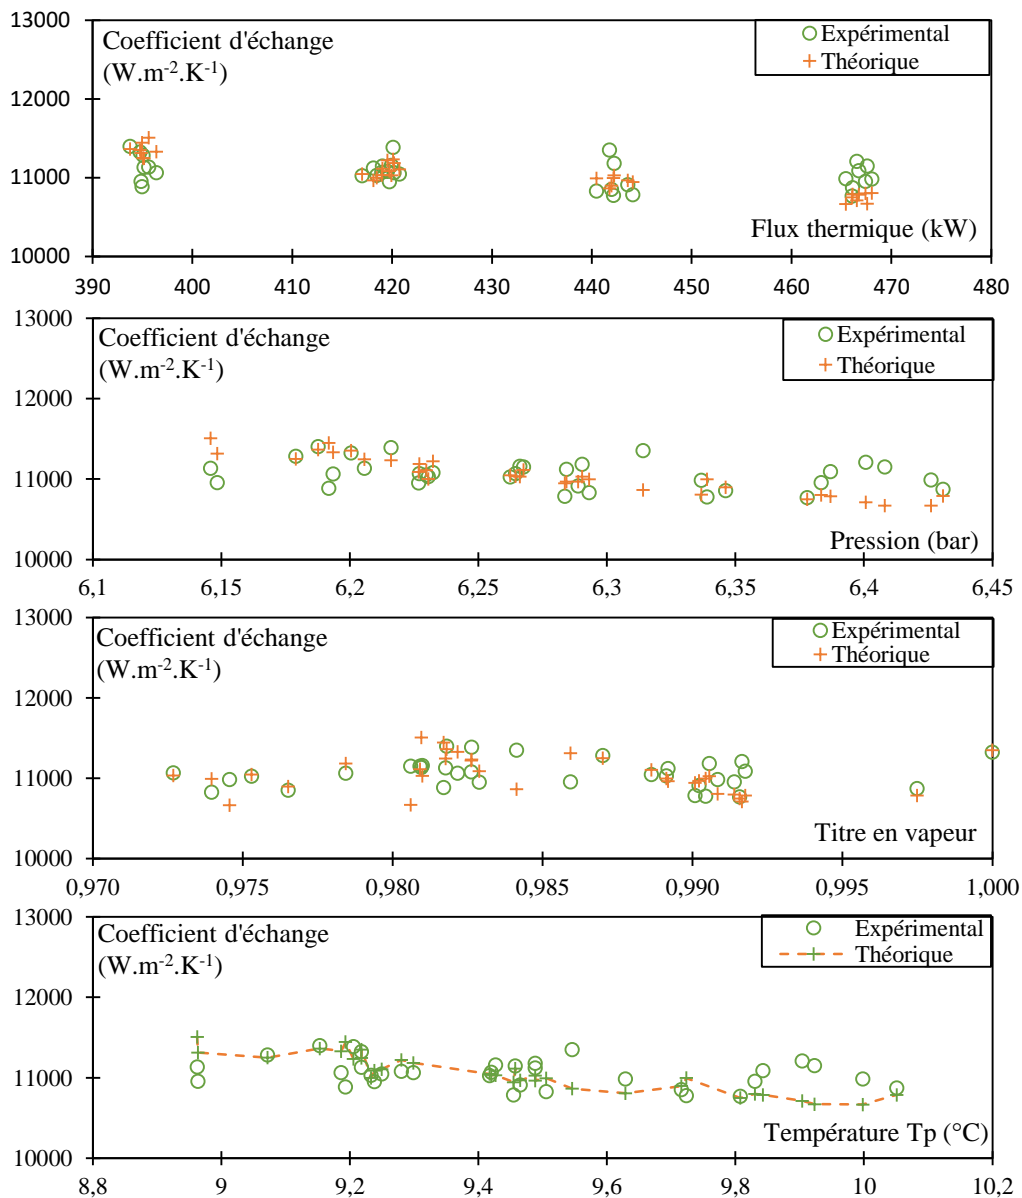 13000
Coefficient d'échange
(W.m-2.K-1)
Expérimental
Théorique
12000
11000
Flux thermique (kW)
10000
390 400 410 420 430 440 450 460 470 480
13000
Coefficient d'échange
(W.m-2.K-1)
Expérimental
Théorique
12000
11000
Pression (bar)
10000
6,1 6,15 6,2 6,25 6,3 6,35 6,4 6,45
13000
Coefficient d'échange
(W.m-2.K-1)
Expérimental
Théorique
12000
11000
Titre en vapeur
10000
0,970 0,975 0,980 0,985 0,990 0,995 1,000
13000
Coefficient d'échange
(W.m-2.K-1)
Expérimental
Théorique
12000
11000
Température Tp (°C)
10000
8,8 9 9,2 9,4 9,6 9,8 10 10,2